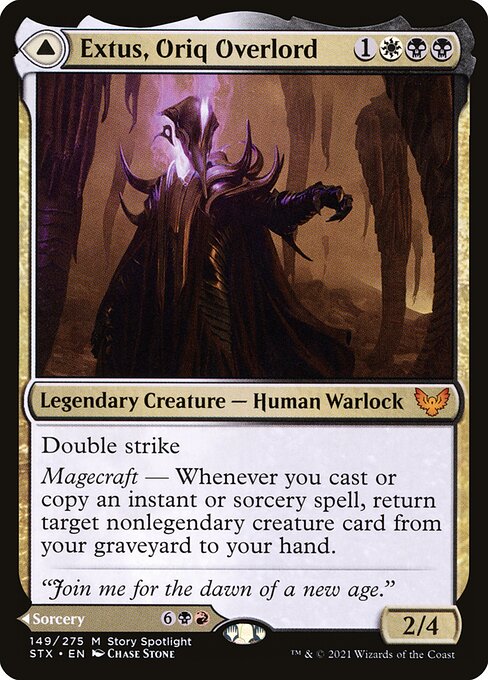 Extus, Oriq Overlord 1
Legendary Creature — Human Warlock
Double strike
Magecraft — Whenever you cast or
copy an instant or sorcery spell, return
target nonlegendary creature card from
your graveyard to your hand.
“Join me for the dawn of a new age.”
Sorcery 6
2/4
149/275 M Story Spotlight
STX • EN Chase Stone
™ & © 2021 Wizards of the Coast